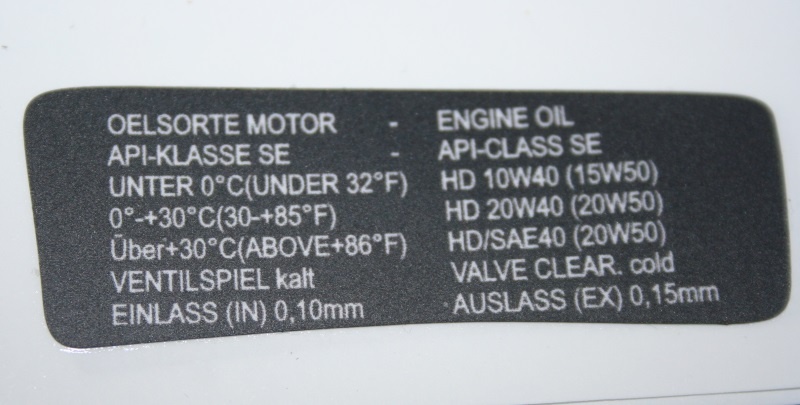 OELSORTE MOTOR - ENGINE OIL
API-KLASSE SE - API-CLASS SE
UNTER 0°C(UNDER 32°F) HD 10W40 (15W50)
0°-+30°C(30-+85°F) HD 20W40 (20W50)
Über+30°C(ABOVE+86°F) HD/SAE40 (20W50)
VENTILSPIEL kalt VALVE CLEAR. cold
EINLASS (IN) 0,10mm AUSLASS (EX) 0,15mm